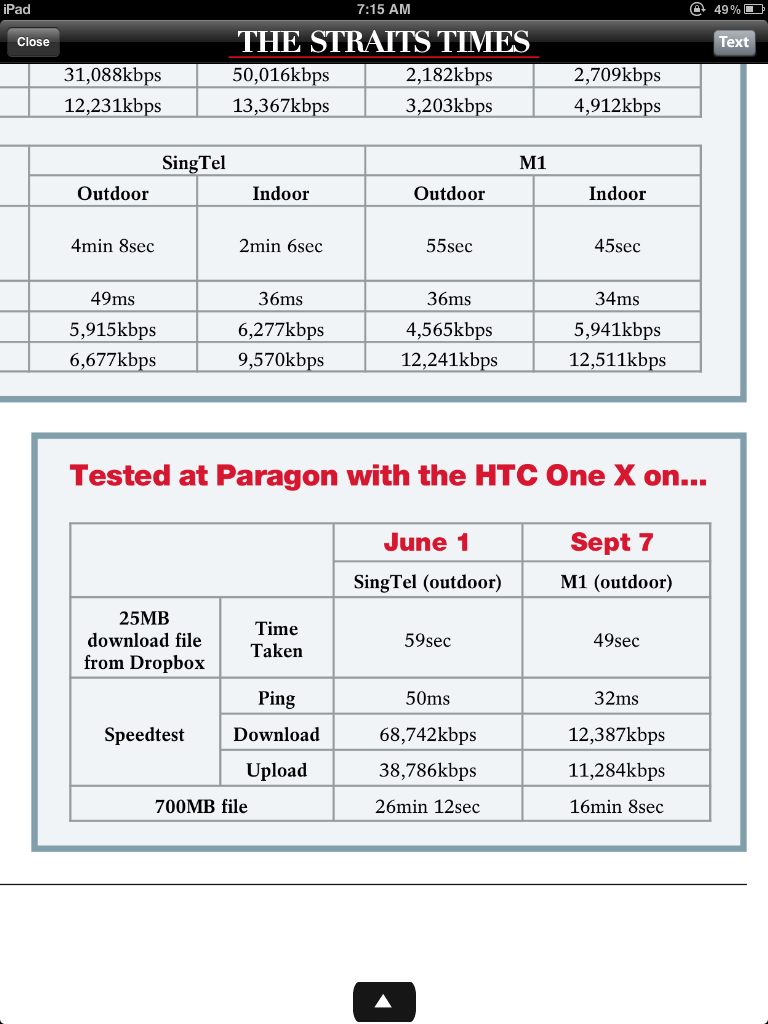 iPad 7:15 AM 49%
Close THE STRAITS TIMES Text
31,088kbps 50,016kbps 2,182kbps 2,709kbps
12,231kbps 13,367kbps 3,203kbps 4,912kbps
SingTel M1
Outdoor Indoor Outdoor Indoor
4min 8sec 2min 6sec 55sec 45sec
49ms 36ms 36ms 34ms
5,915kbps 6,277kbps 4,565kbps 5,941kbps
6,677kbps 9,570kbps 12,241kbps 12,511kbps
Tested at Paragon with the HTC One X on...
June 1 Sept 7
SingTel (outdoor) M1 (outdoor)
25MB
download file
from Dropbox
Time
Taken
59sec 49sec
Speedtest
Ping 50ms 32ms
Download 68,742kbps 12,387kbps
Upload 38,786kbps 11,284kbps
700MB file 26min 12sec 16min 8sec